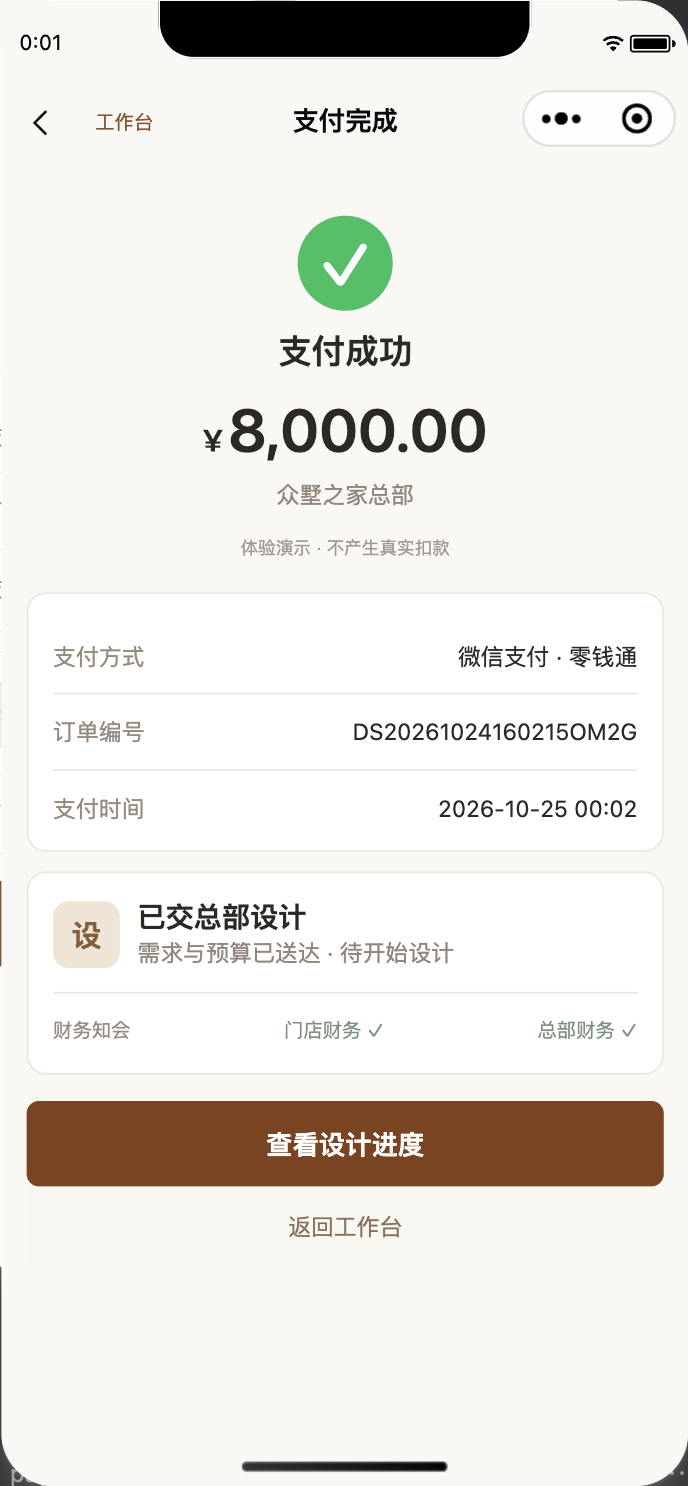 0:01
工作台
支付完成
支付成功
¥8,000.00
众墅之家总部
体验演示 · 不产生真实扣款
支付方式 微信支付 · 零钱通
订单编号 DS20261024160215OM2G
支付时间 2026-10-25 00:02
设
已交总部设计
需求与预算已送达 · 待开始设计
财务知会 门店财务 ✓ 总部财务 ✓
查看设计进度
返回工作台